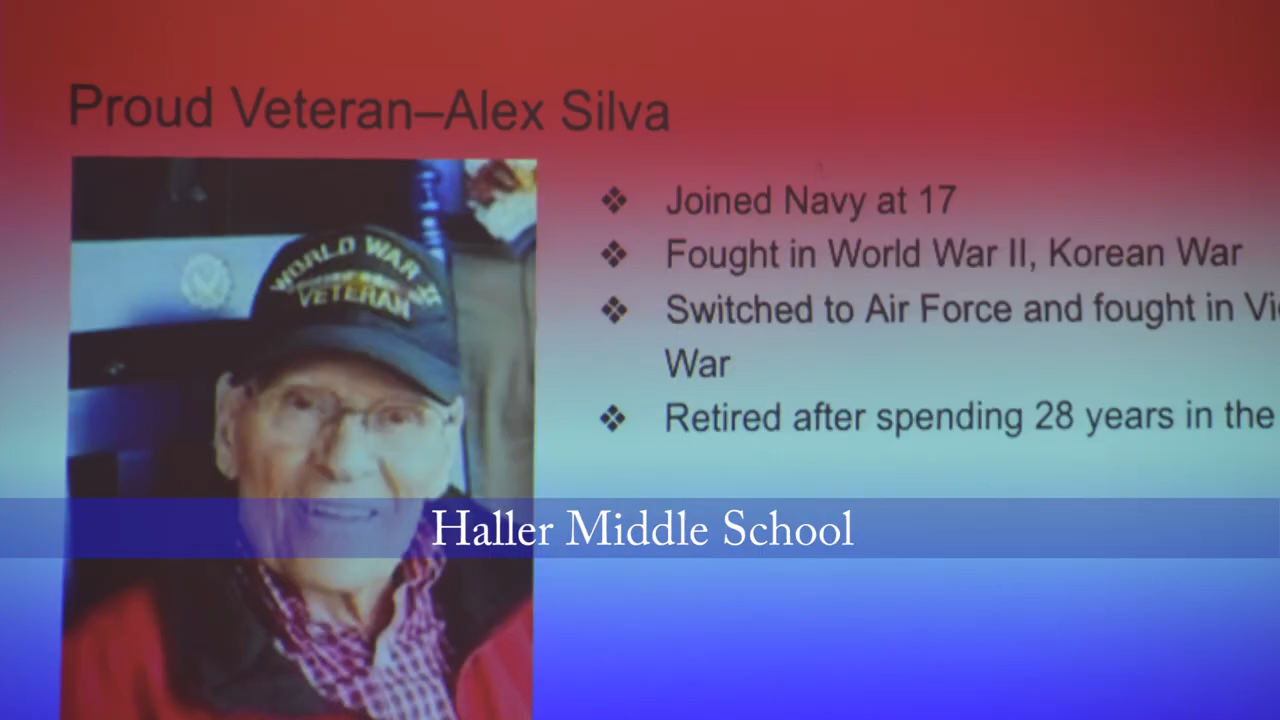 Proud Veteran–Alex Silva
❖ Joined Navy at 17
❖ Fought in World War II, Korean War
❖ Switched to Air Force and fought in Vi
War
❖ Retired after spending 28 years in the
WORLD WAR
VETERAN
Haller Middle School